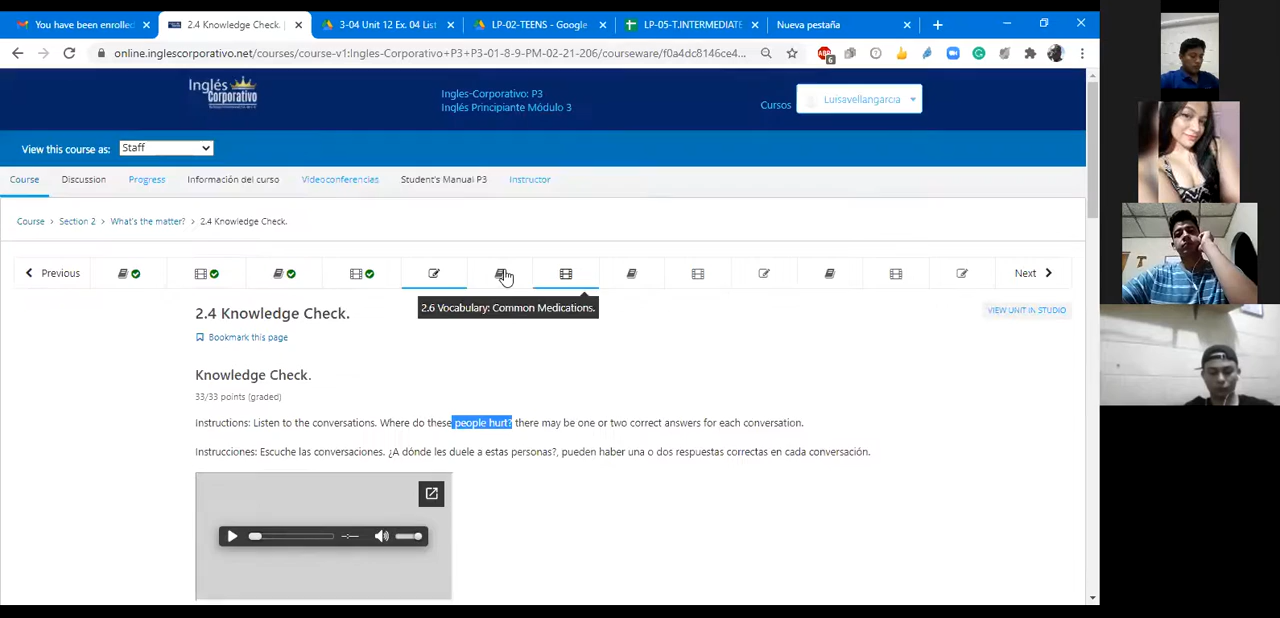 You have been enrolled
2.4 Knowledge Check.
3-04 Unit 12 Ex. 04 List
LP-02-TEENS - Google
LP-05-T.INTERMEDIATE
Nueva pestaña
online.inglescorporativo.net/courses/course-v1:Ingles-Corporativo+P3+P3-01-8-9-PM-02-21-206/courseware/f0a4dc8146ce4...
6
Inglés
Corporativo
Ingles-Corporativo: P3
Inglés Principiante Módulo 3
Cursos
Luisavellangarcia
View this course as:
Staff
Course
Discussion
Progress
Información del curso
Videoconferencias
Student's Manual P3
Instructor
Course > Section 2 > What's the matter? > 2.4 Knowledge Check.
Previous
Next
2.6 Vocabulary: Common Medications.
2.4 Knowledge Check.
VIEW UNIT IN STUDIO
Bookmark this page
Knowledge Check.
33/33 points (graded)
Instructions: Listen to the conversations. Where do these people hurt? there may be one or two correct answers for each conversation.
Instrucciones: Escuche las conversaciones. ¿A dónde les duele a estas personas?, pueden haber una o dos respuestas correctas en cada conversación.
-:--